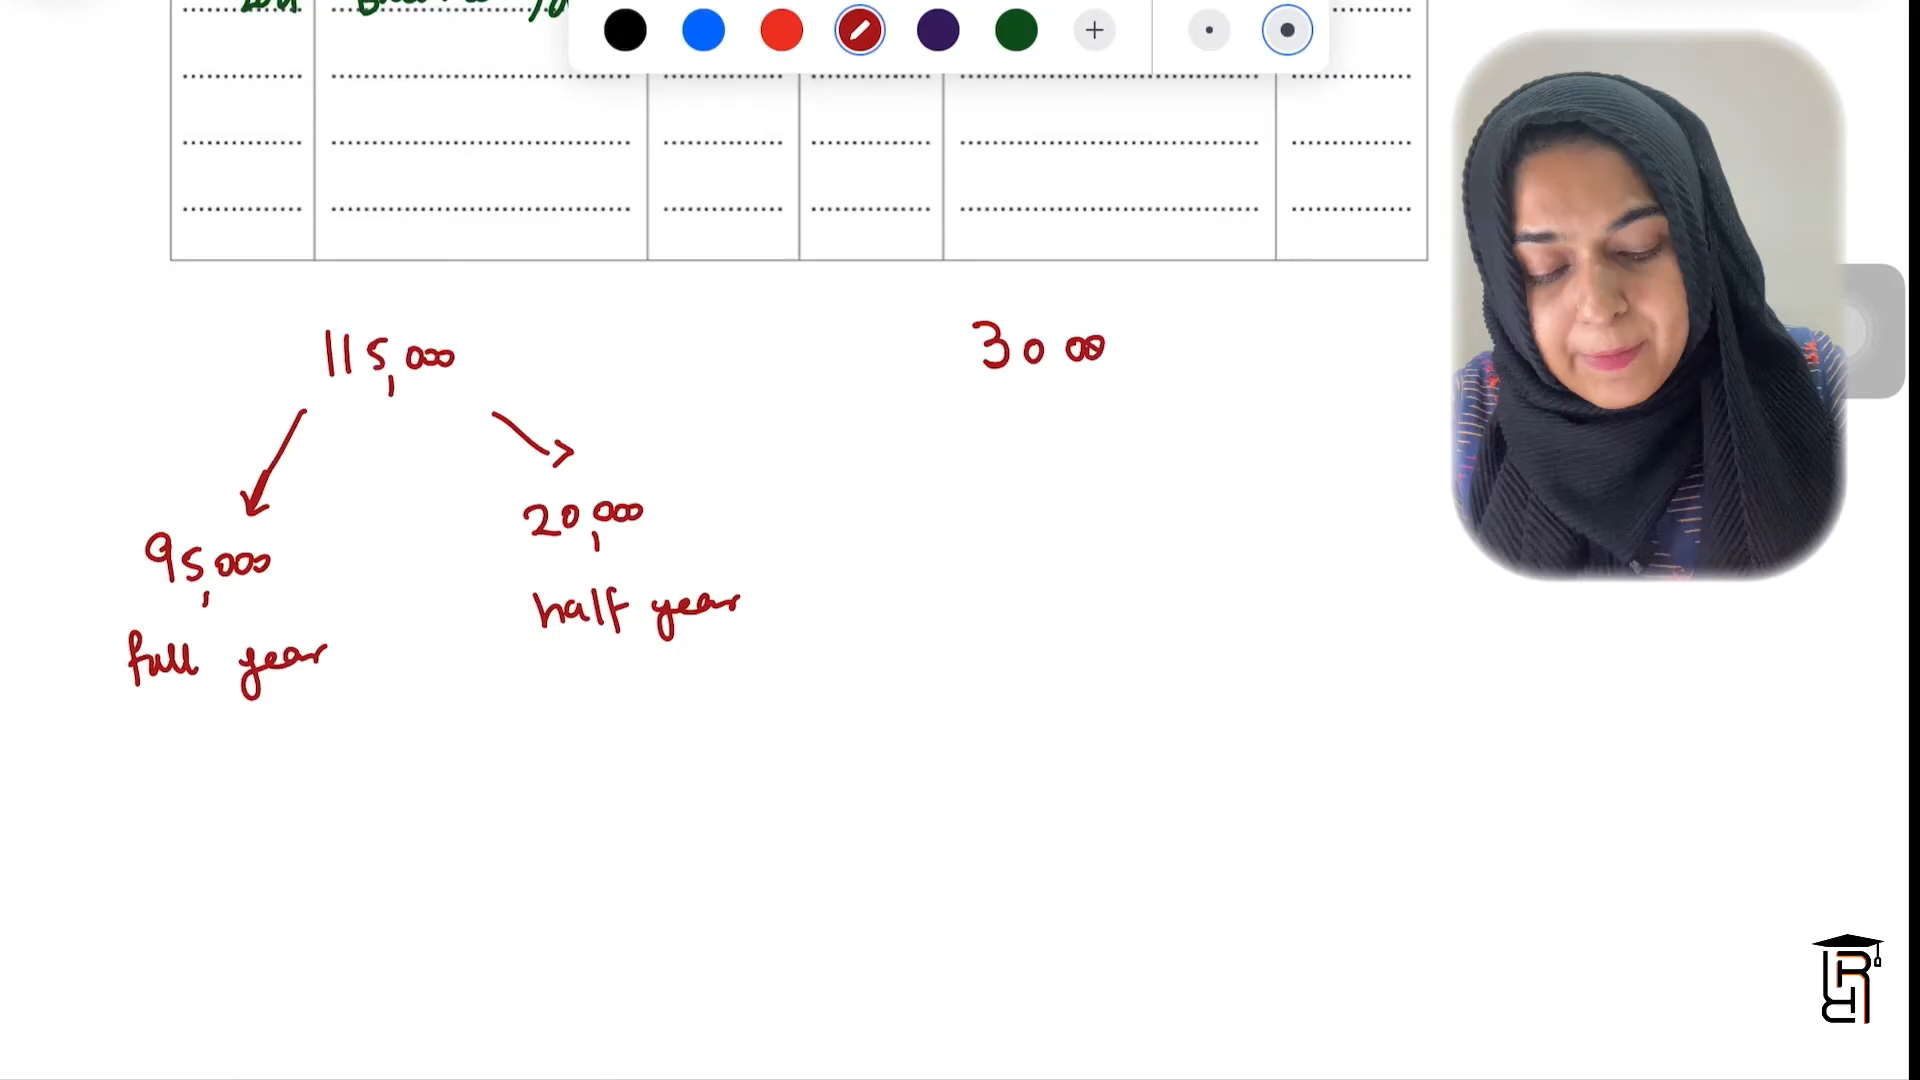 115,000
3000
95,000
20,000
half year
full year